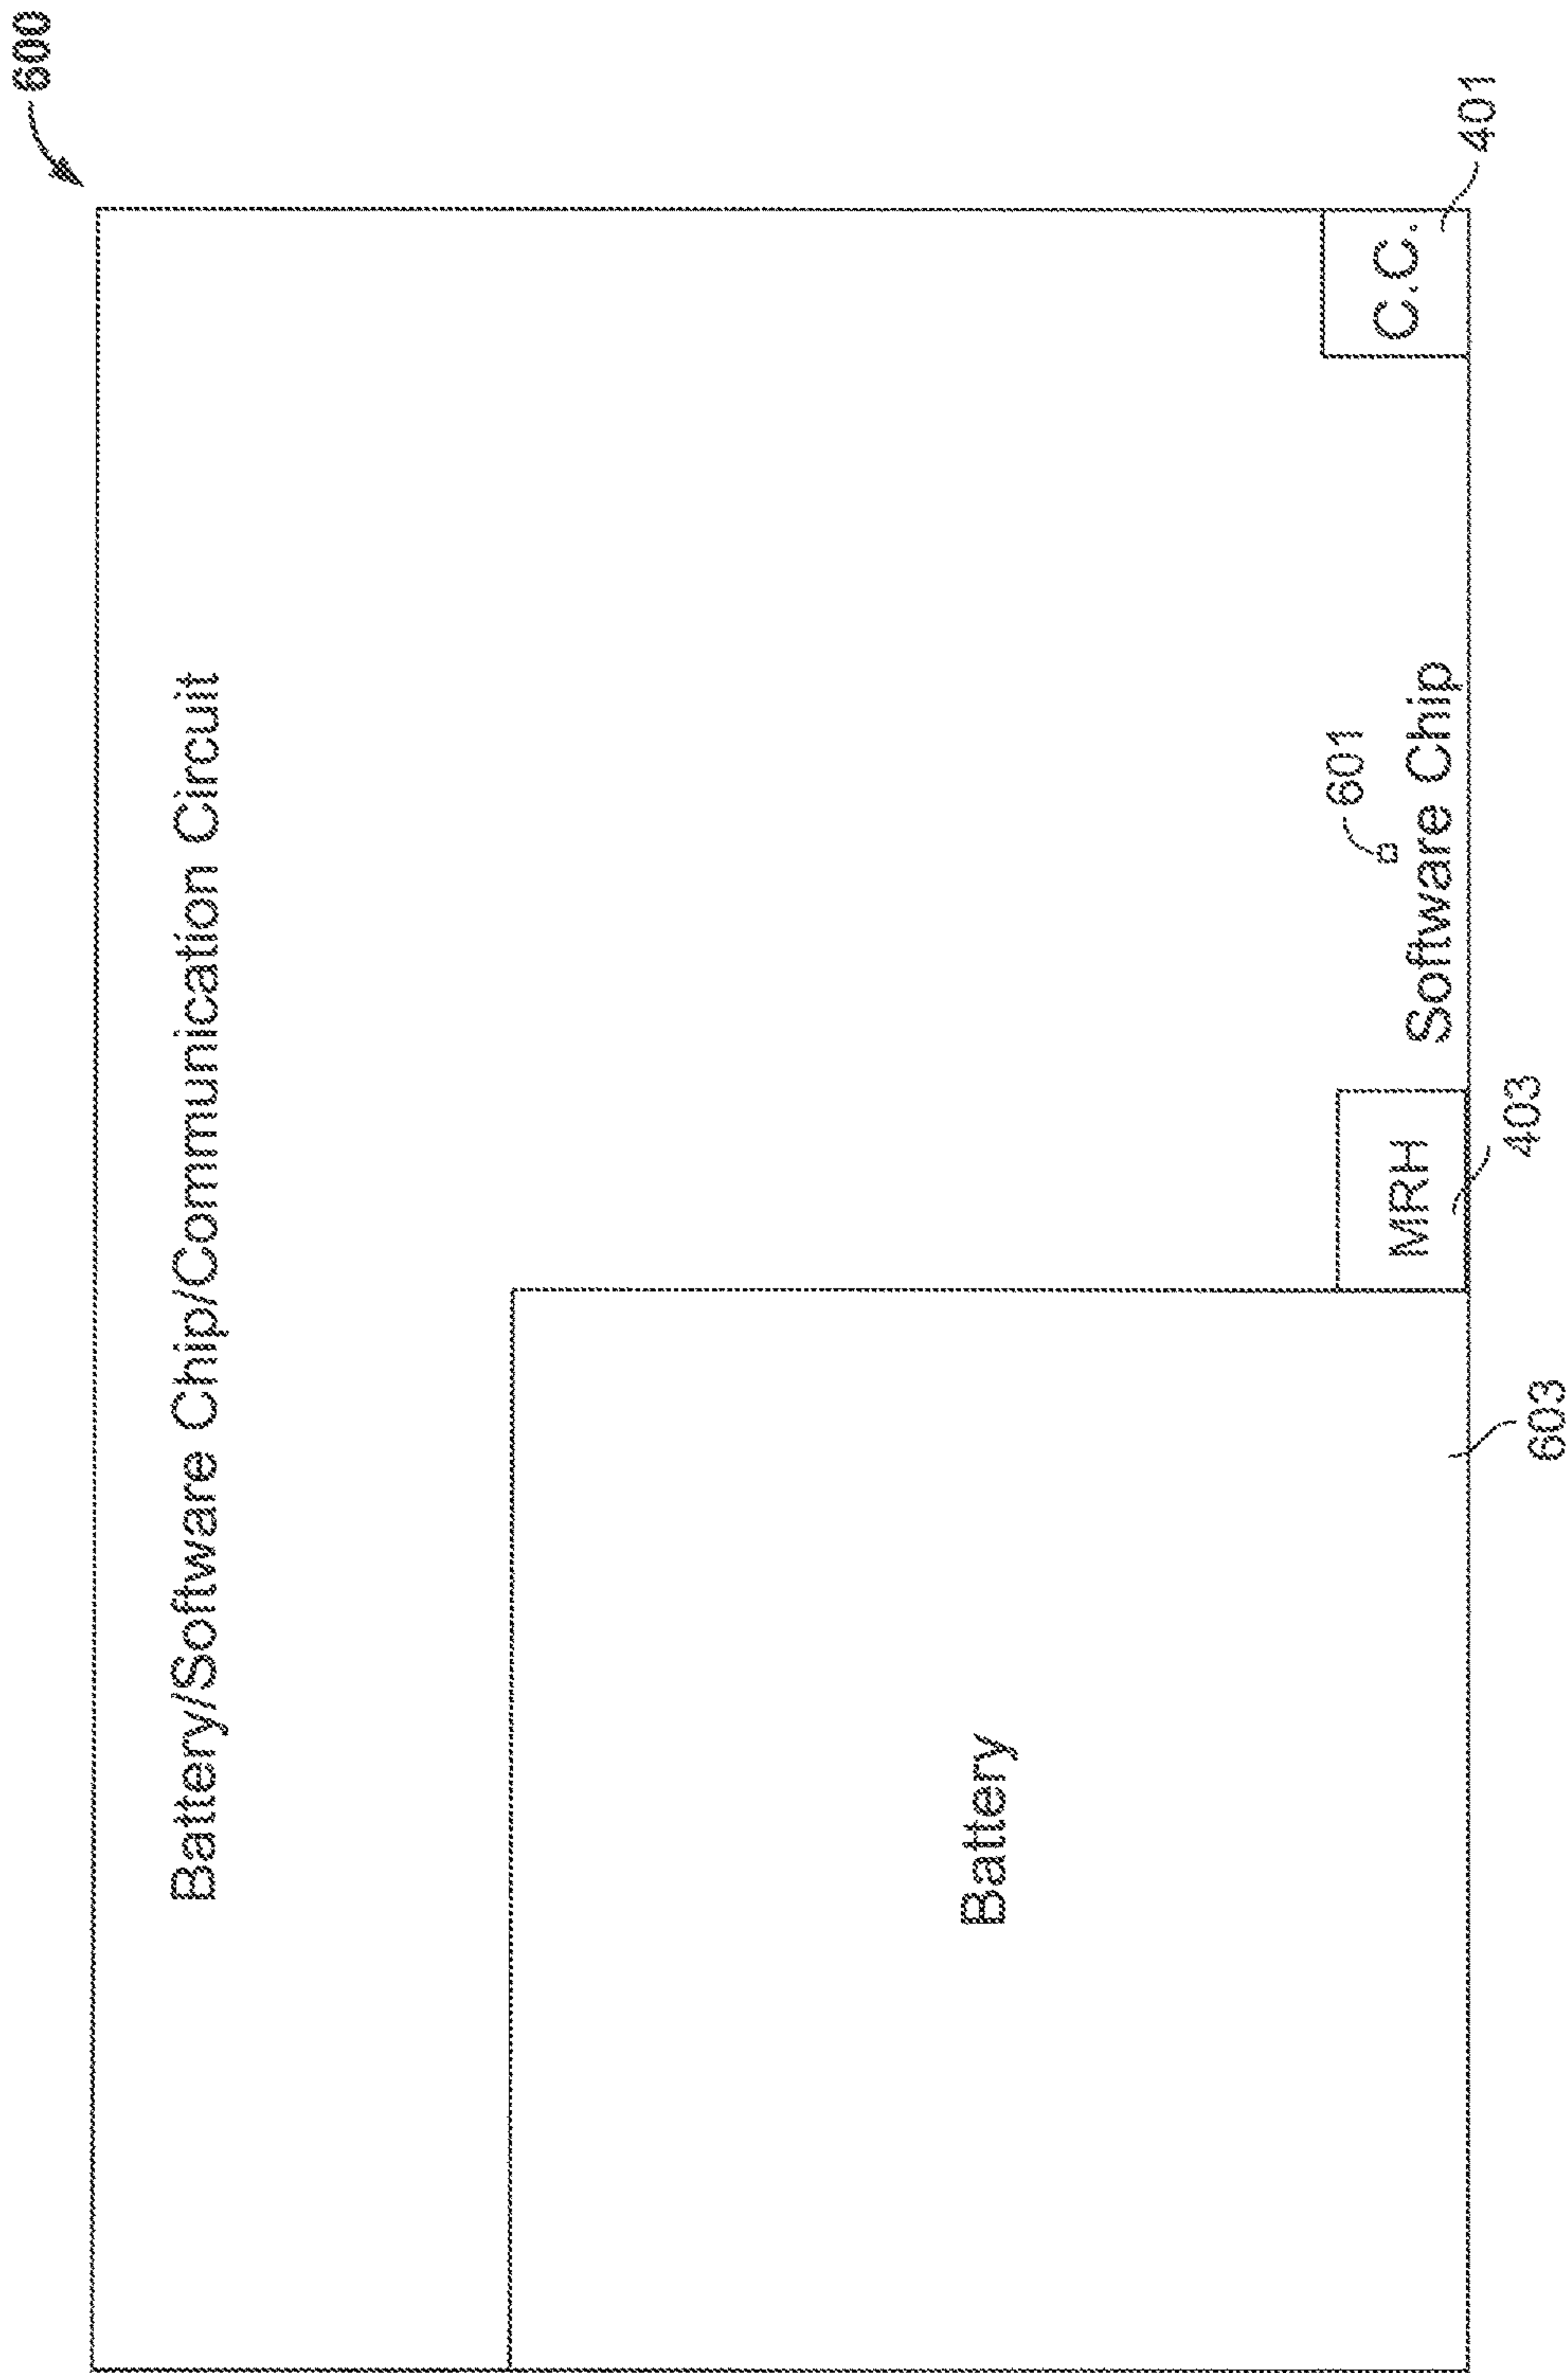 600
Battery/Software Chip/Communication Circuit
Battery
603
MRH
403
601
Software Chip
C.C.
401